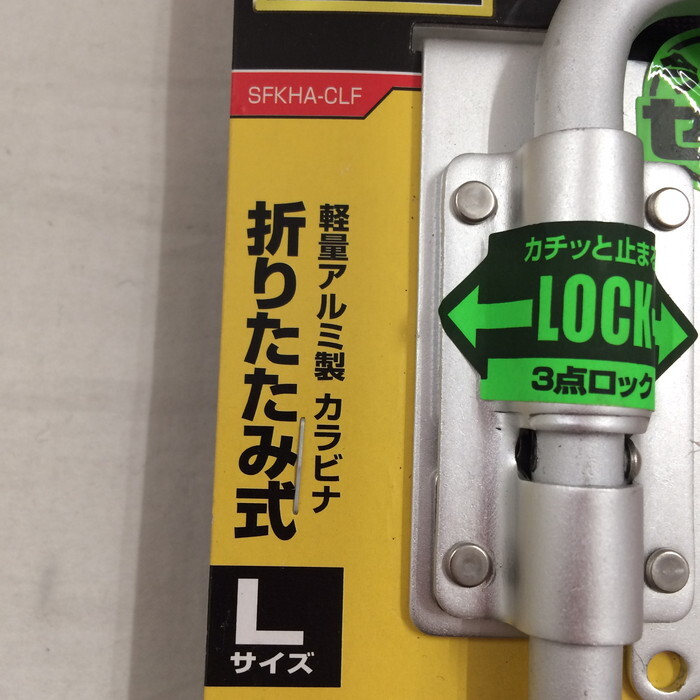 SFKHA-CLF
軽量アルミ製 カラビナ
折りたたみ式
L
サイズ
カチッと止まる
LOCK
3点ロック
セ